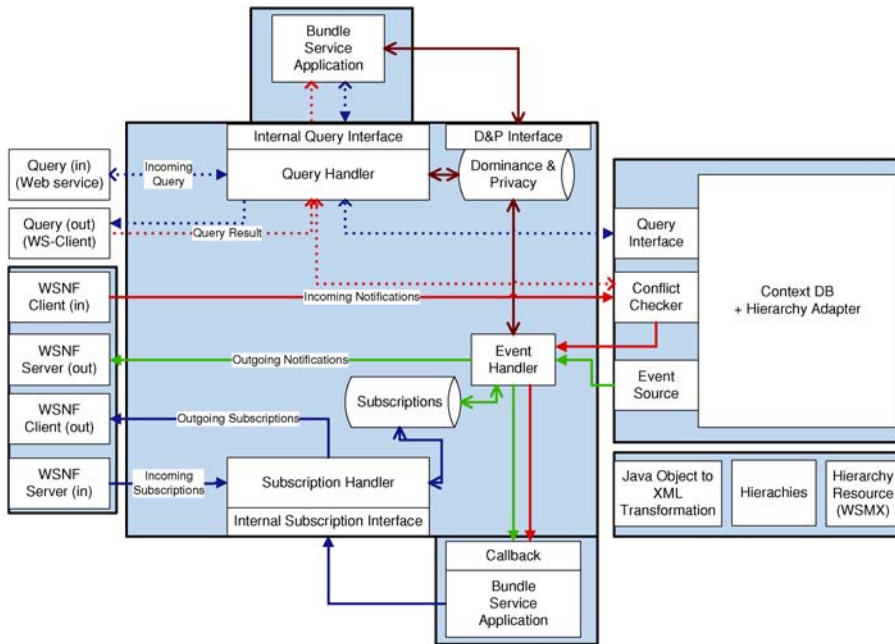 Bundle
Service
Application
Internal Query Interface
D&P Interface
Query (in)
(Web service)
Incoming
Query
Query Handler
Dominance &
Privacy
Query (out)
(WS-Client)
Query Result
Query
Interface
WSNF
Client (in)
Incoming Notifications
Conflict
Checker
Context DB
+ Hierarchy Adapter
WSNF
Server (out)
Outgoing Notifications
Event
Handler
Event
Source
WSNF
Client (out)
Outgoing Subscriptions
Subscriptions
WSNF
Server (in)
Incoming
Subscriptions
Subscription Handler
Internal Subscription Interface
Java Object to
XML
Transformation
Hierachies
Hierarchy
Resource
(WSMX)
Callback
Bundle
Service
Application